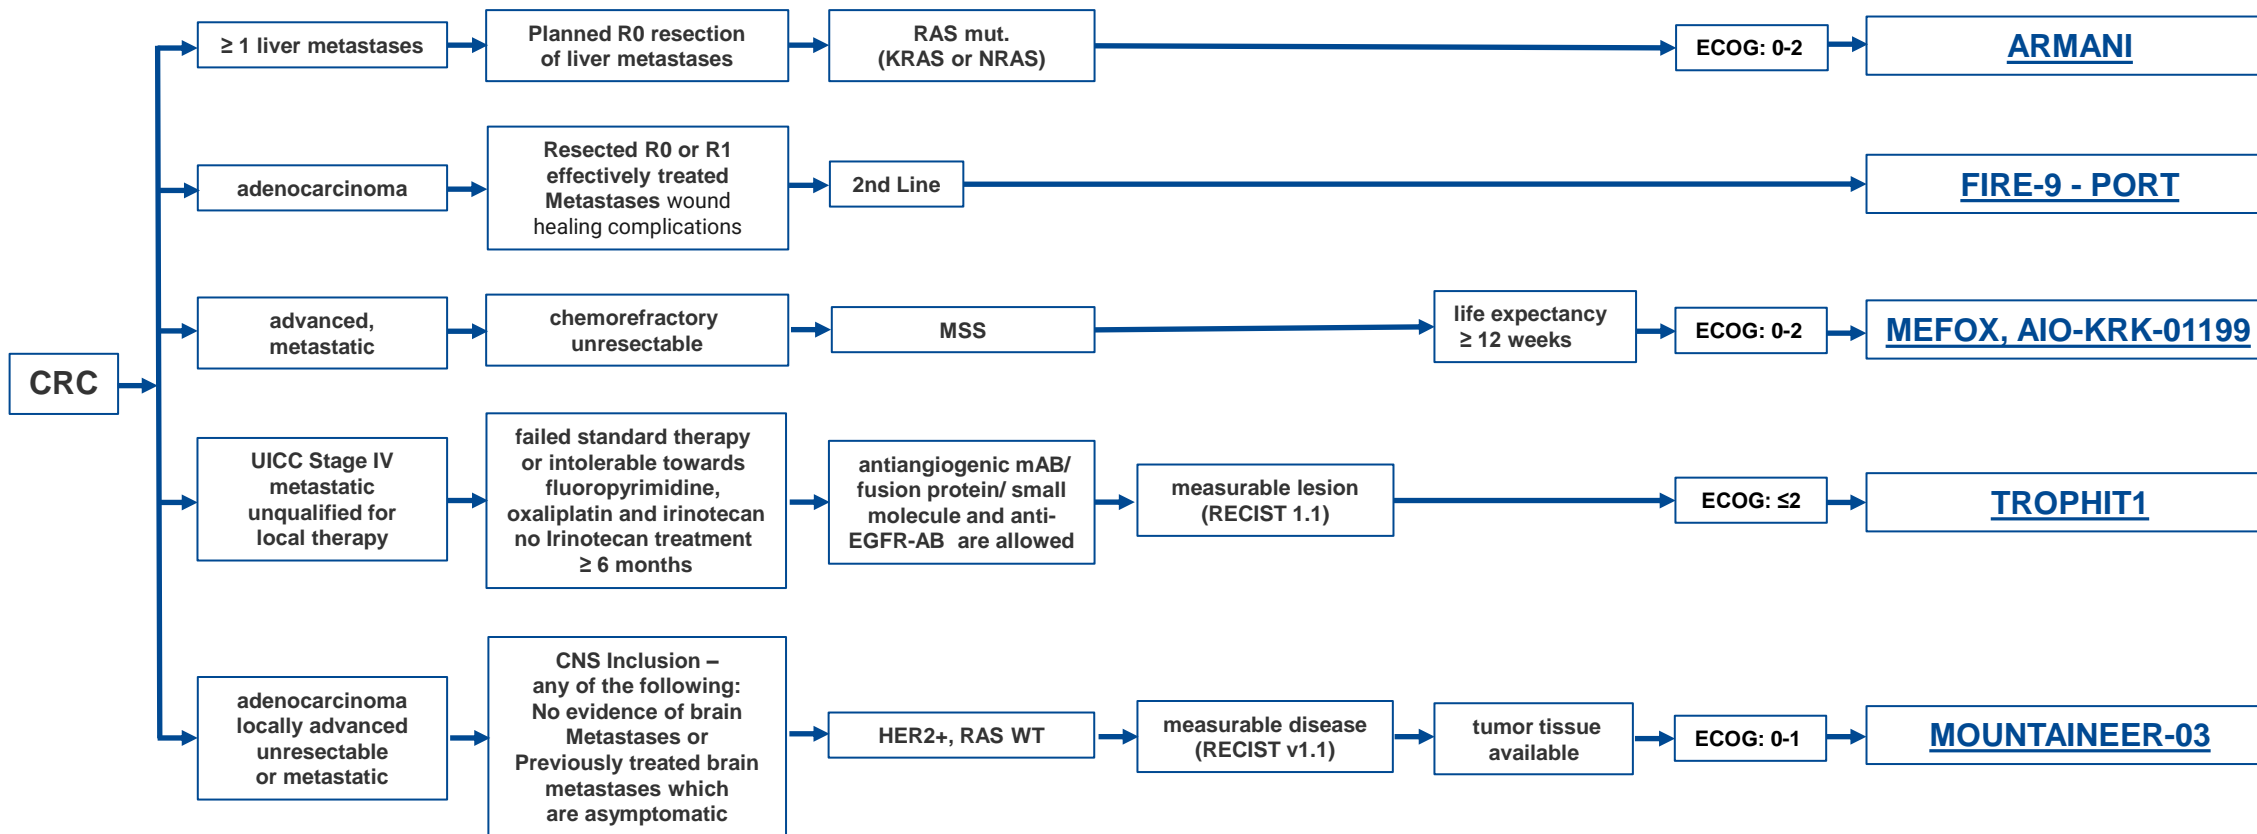 CRC
≥ 1 liver metastases
Planned R0 resection
of liver metastases
RAS mut.
(KRAS or NRAS)
ECOG: 0-2
ARMANI
adenocarcinoma
Resected R0 or R1
effectively treated
Metastases wound
healing complications
2nd Line
FIRE-9 - PORT
advanced,
metastatic
chemorefractory
unresectable
MSS
life expectancy
≥ 12 weeks
ECOG: 0-2
MEFOX, AIO-KRK-01199
UICC Stage IV
metastatic
unqualified for
local therapy
failed standard therapy
or intolerable towards
fluoropyrimidine,
oxaliplatin and irinotecan
no Irinotecan treatment
≥ 6 months
antiangiogenic mAB/
fusion protein/ small
molecule and anti-
EGFR-AB are allowed
measurable lesion
(RECIST 1.1)
ECOG: ≤2
TROPHIT1
adenocarcinoma
locally advanced
unresectable
or metastatic
CNS Inclusion –
any of the following:
No evidence of brain
Metastases or
Previously treated brain
metastases which
are asymptomatic
HER2+, RAS WT
measurable disease
(RECIST v1.1)
tumor tissue
available
ECOG: 0-1
MOUNTAINEER-03